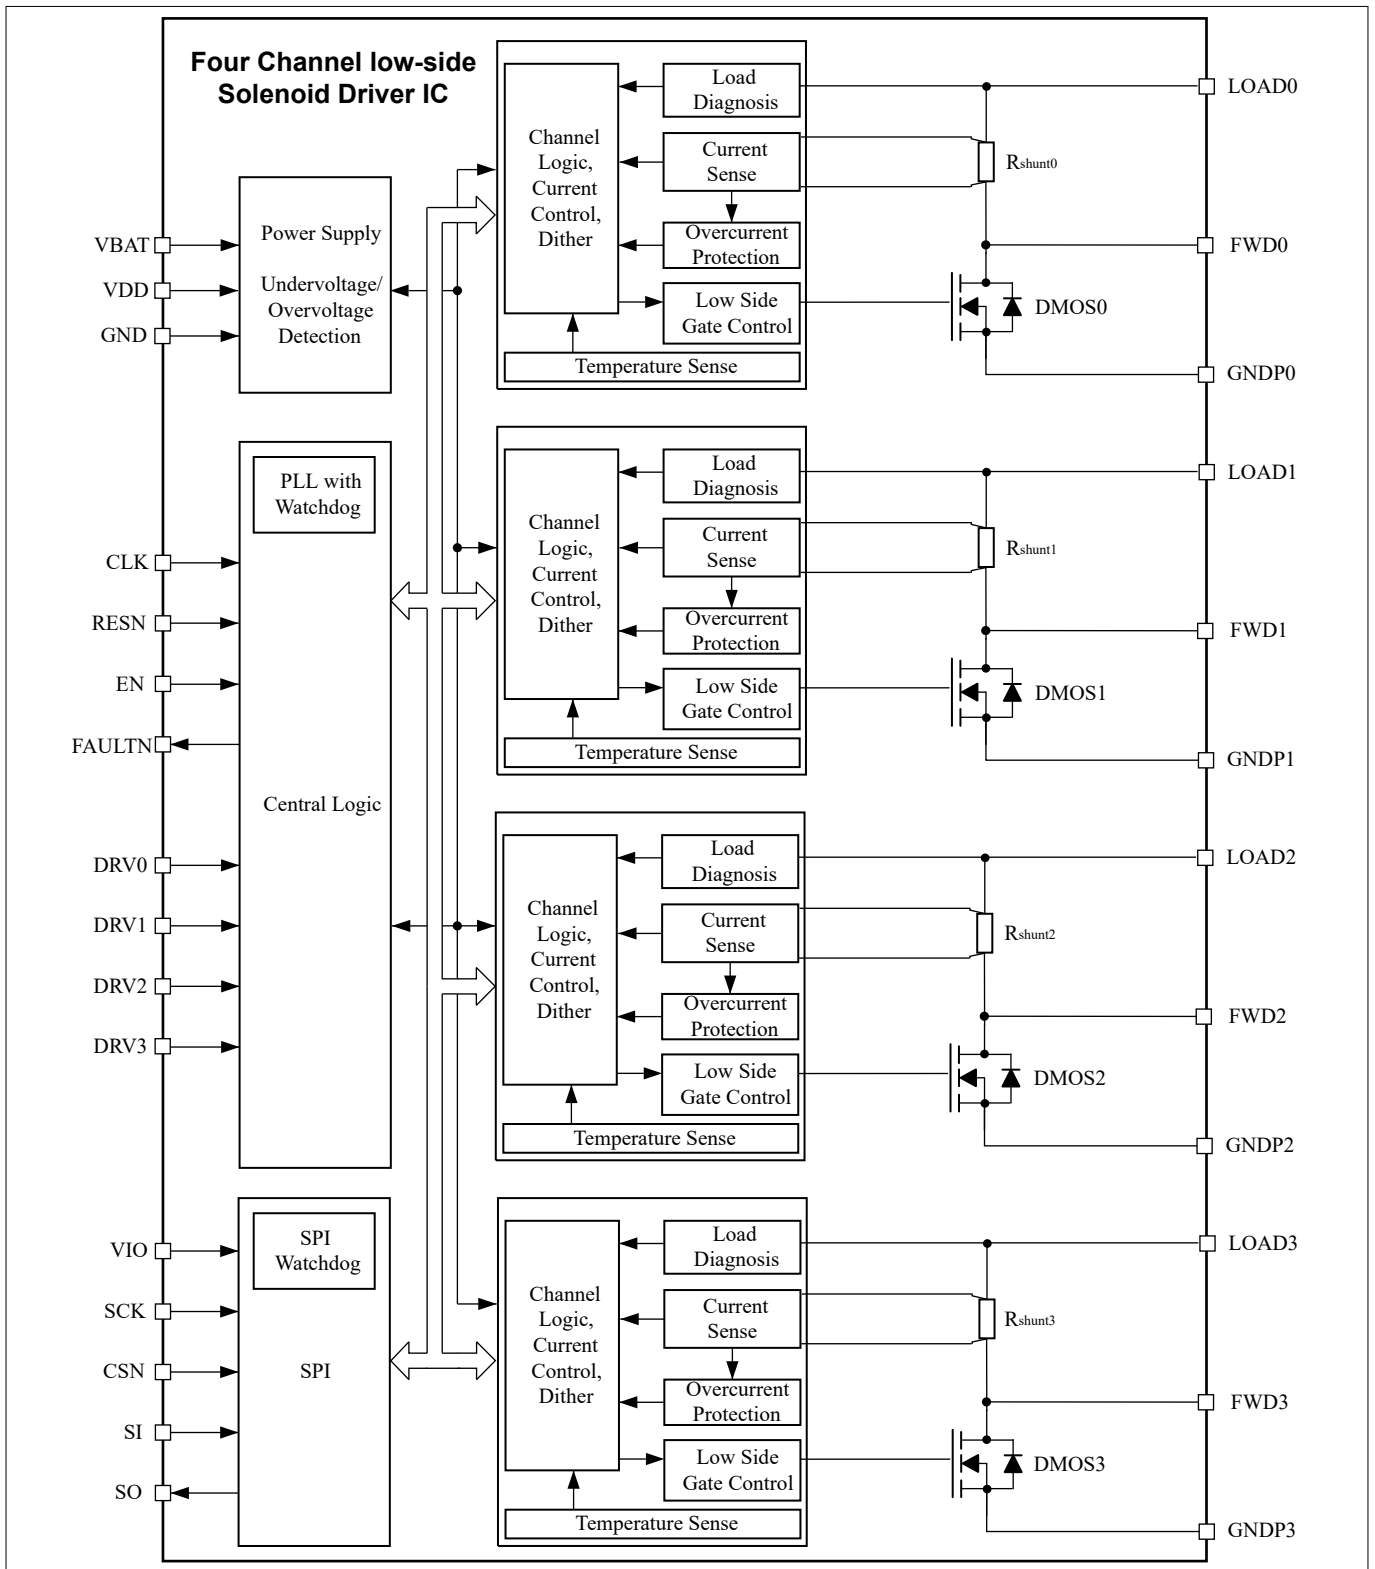 Four Channel low-side
Solenoid Driver IC
VBAT
VDD
GND
Power Supply
Undervoltage/
Overvoltage
Detection
PLL with
Watchdog
CLK
RESN
EN
FAULTN
DRV0
DRV1
DRV2
DRV3
Central Logic
SPI
Watchdog
VIO
SCK
CSN
SI
SO
SPI
Channel
Logic,
Current
Control,
Dither
Load
Diagnosis
Current
Sense
Overcurrent
Protection
Low Side
Gate Control
Temperature Sense
Rshunt0
DMOS0
LOAD0
FWD0
GNDP0
Channel
Logic,
Current
Control,
Dither
Load
Diagnosis
Current
Sense
Overcurrent
Protection
Low Side
Gate Control
Temperature Sense
Rshunt1
DMOS1
LOAD1
FWD1
GNDP1
Channel
Logic,
Current
Control,
Dither
Load
Diagnosis
Current
Sense
Overcurrent
Protection
Low Side
Gate Control
Temperature Sense
Rshunt2
DMOS2
LOAD2
FWD2
GNDP2
Channel
Logic,
Current
Control,
Dither
Load
Diagnosis
Current
Sense
Overcurrent
Protection
Low Side
Gate Control
Temperature Sense
Rshunt3
DMOS3
LOAD3
FWD3
GNDP3